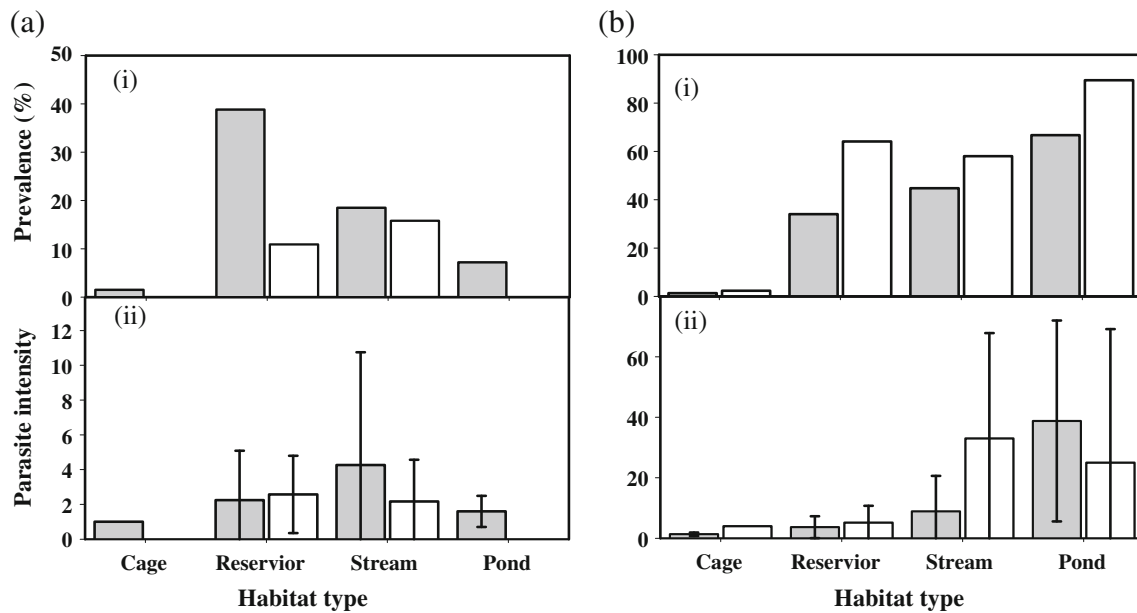 (a)
(i)
Prevalence (%)
50
40
30
20
10
0
(ii)
Parasite intensity
12
10
8
6
4
2
0
Cage Reservior Stream Pond
Habitat type
(b)
(i)
100
80
60
40
20
0
(ii)
60
40
20
0
Cage Reservior Stream Pond
Habitat type